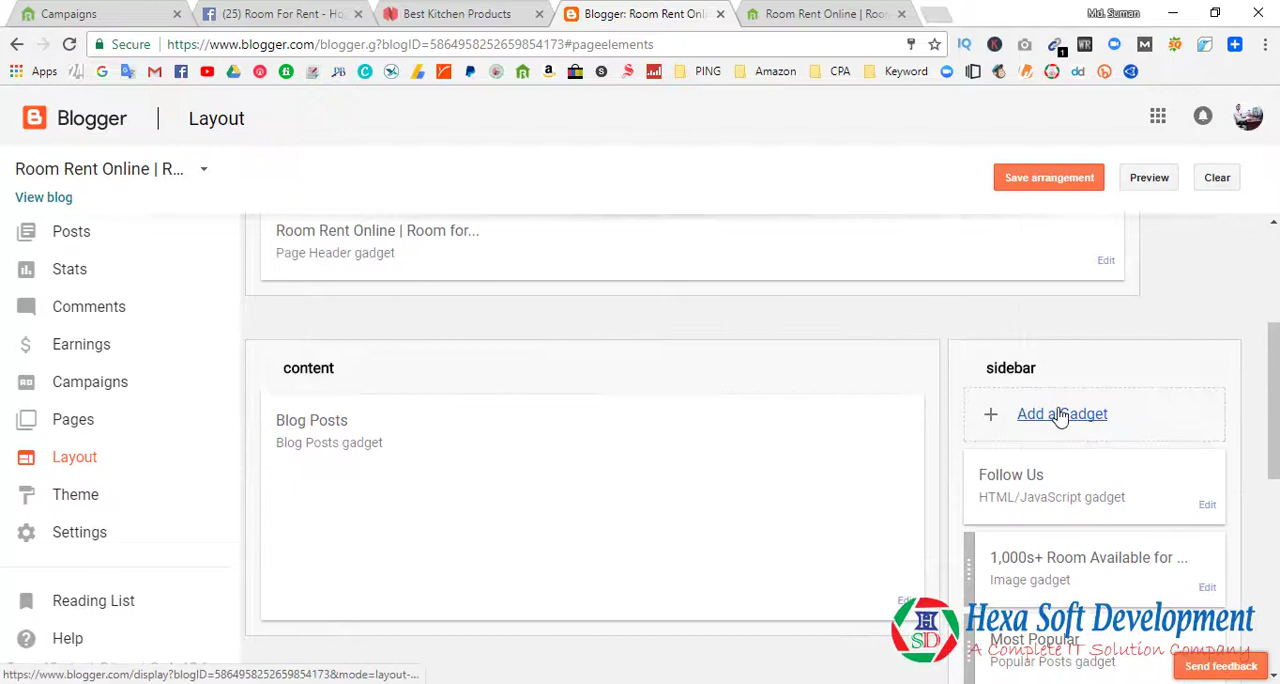 Campaigns
(25) Room For Rent - Ho
Best Kitchen Products
Blogger: Room Rent Onli
Room Rent Online | Roo
Md. Suman
Secure
https://www.blogger.com/blogger.g?blogID=5864958252659854173#pageelements
Apps
PING
Amazon
CPA
Keyword
Blogger
Layout
Room Rent Online | R...
View blog
Save arrangement
Preview
Clear
Posts
Stats
Comments
Earnings
Campaigns
Pages
Layout
Theme
Settings
Reading List
Help
Room Rent Online | Room for...
Page Header gadget
Edit
content
Blog Posts
Blog Posts gadget
sidebar
Add a Gadget
Follow Us
HTML/JavaScript gadget
Edit
1,000s+ Room Available for ...
Image gadget
Edit
Hexa Soft Development
A Complete IT Solution Company
Most Popular
Popular Posts gadget
Send feedback
https://www.blogger.com/display?blogID=5864958252659854173&mode=layout-...